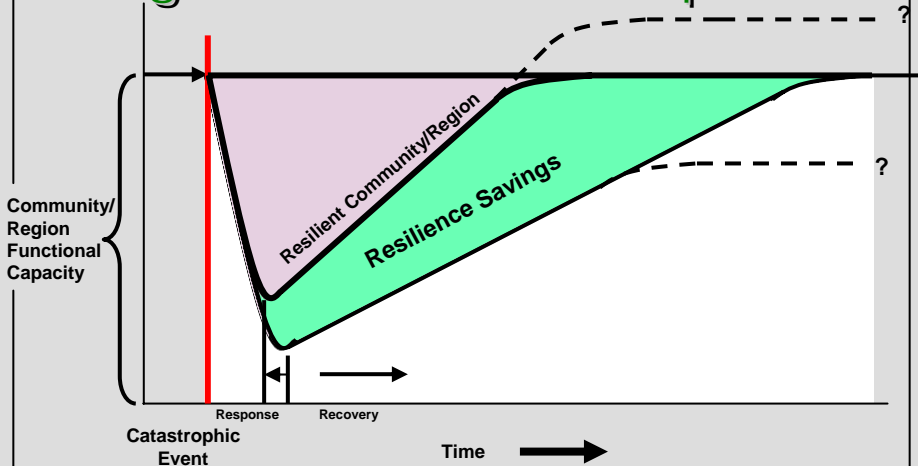 ?
Resilient Community/Region
Resilience Savings
?
Community/
Region
Functional
Capacity
Response
Recovery
Catastrophic
Event
Time